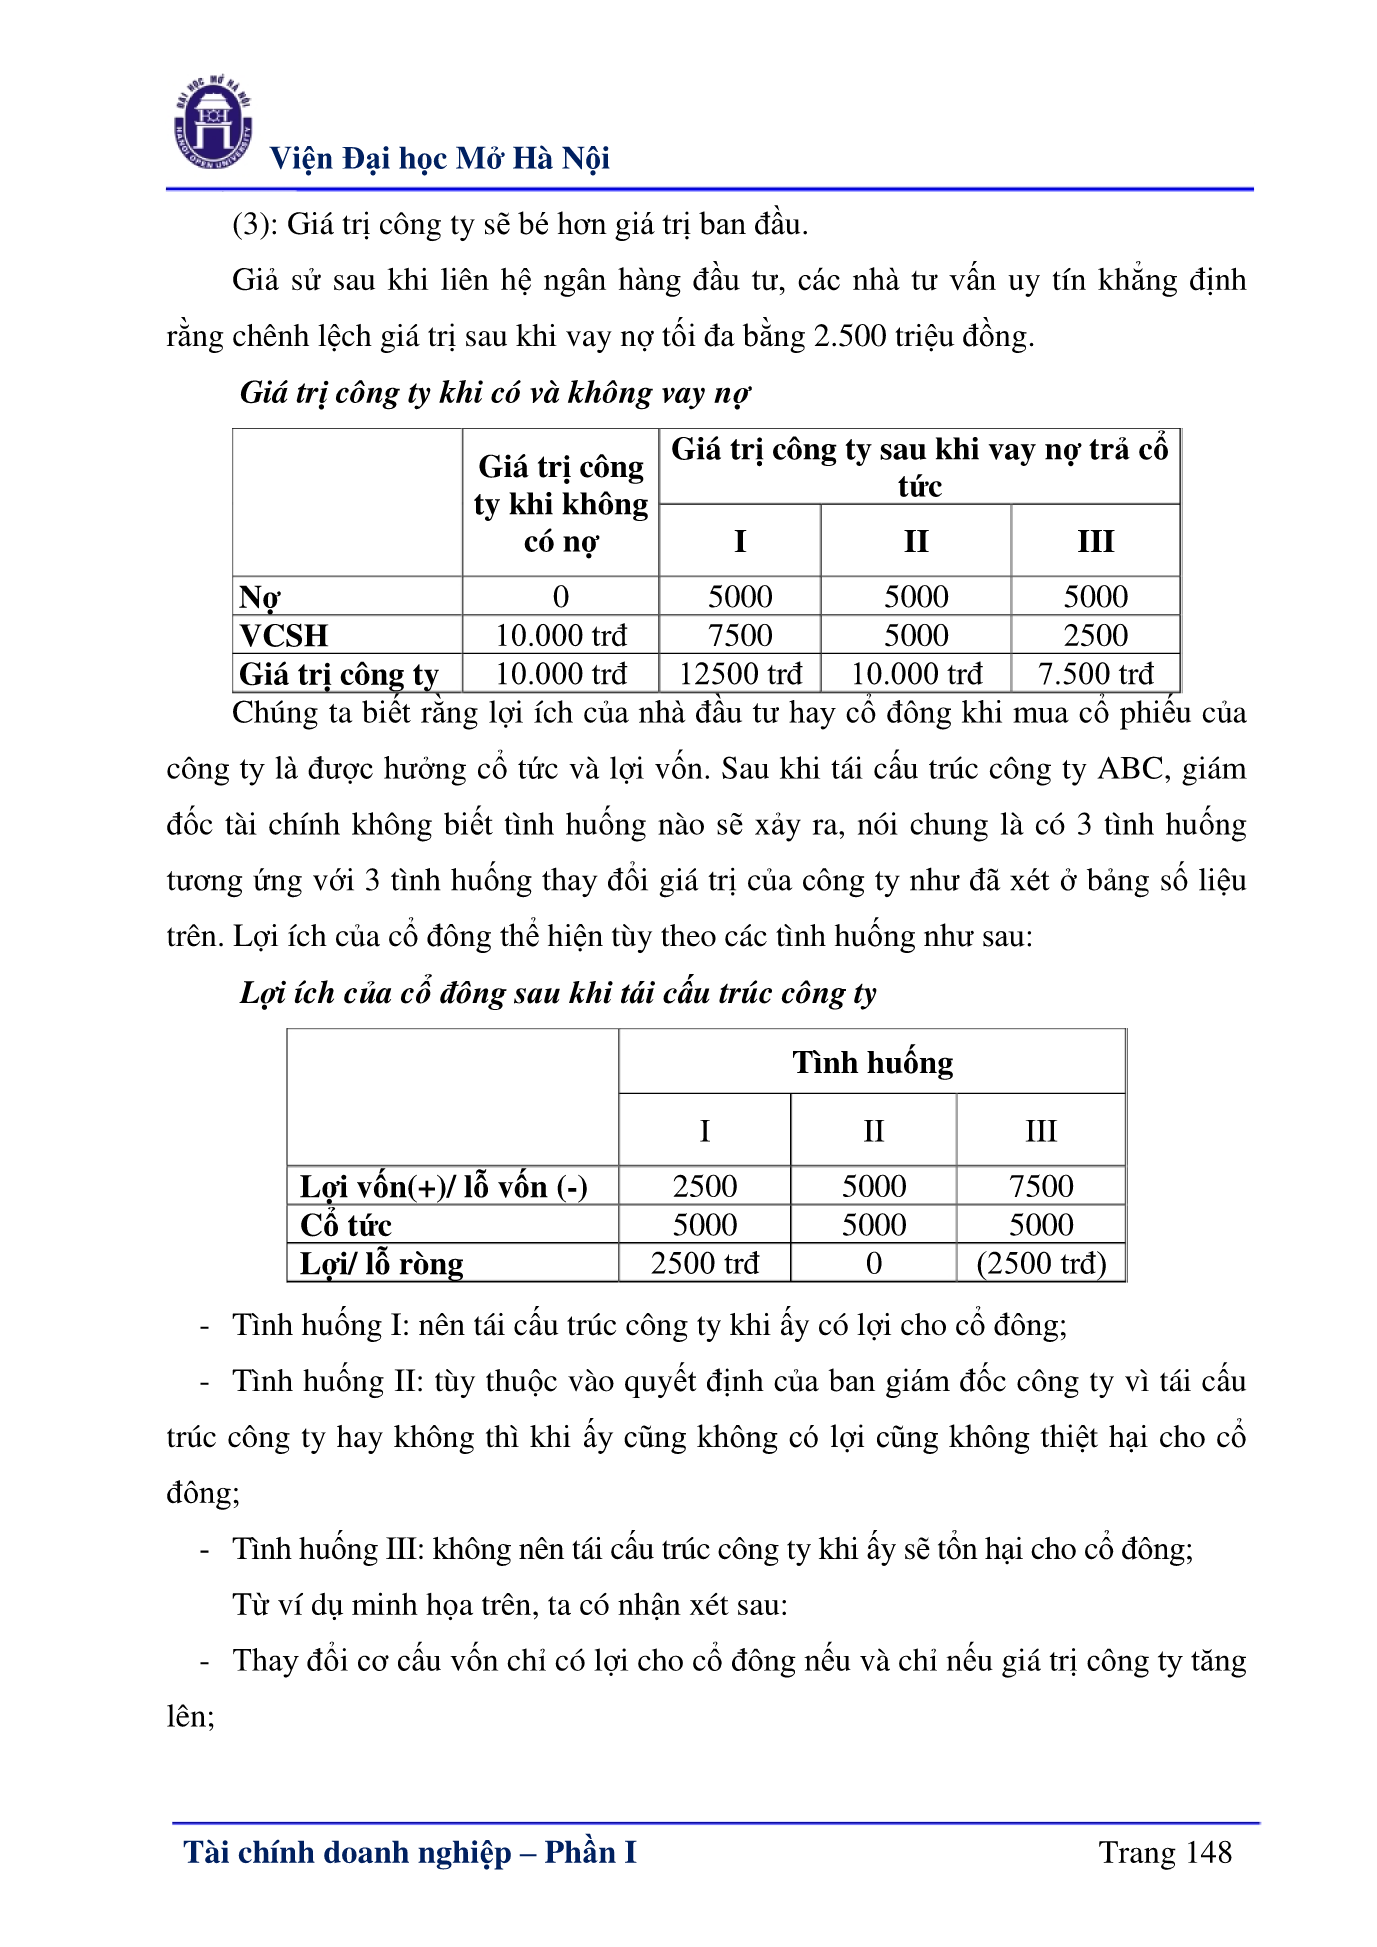 ĐẠI HỌC MỞ HÀ NỘI
HANOI OPEN UNIVERSITY
Viện Đại học Mở Hà Nội
(3): Giá trị công ty sẽ bé hơn giá trị ban đầu.
Giả sử sau khi liên hệ ngân hàng đầu tư, các nhà tư vấn uy tín khẳng định
rằng chênh lệch giá trị sau khi vay nợ tối đa bằng 2.500 triệu đồng.
Giá trị công ty khi có và không vay nợ
Giá trị công
ty khi không
có nợ
Giá trị công ty sau khi vay nợ trả cổ
tức
I II III
Nợ 0 5000 5000 5000
VCSH 10.000 trđ 7500 5000 2500
Giá trị công ty 10.000 trđ 12500 trđ 10.000 trđ 7.500 trđ
Chúng ta biết rằng lợi ích của nhà đầu tư hay cổ đông khi mua cổ phiếu của
công ty là được hưởng cổ tức và lợi vốn. Sau khi tái cấu trúc công ty ABC, giám
đốc tài chính không biết tình huống nào sẽ xảy ra, nói chung là có 3 tình huống
tương ứng với 3 tình huống thay đổi giá trị của công ty như đã xét ở bảng số liệu
trên. Lợi ích của cổ đông thể hiện tùy theo các tình huống như sau:
Lợi ích của cổ đông sau khi tái cấu trúc công ty
Tình huống
I II III
Lợi vốn(+)/ lỗ vốn (-) 2500 5000 7500
Cổ tức 5000 5000 5000
Lợi/ lỗ ròng 2500 trđ 0 (2500 trđ)
- Tình huống I: nên tái cấu trúc công ty khi ấy có lợi cho cổ đông;
- Tình huống II: tùy thuộc vào quyết định của ban giám đốc công ty vì tái cấu
trúc công ty hay không thì khi ấy cũng không có lợi cũng không thiệt hại cho cổ
đông;
- Tình huống III: không nên tái cấu trúc công ty khi ấy sẽ tổn hại cho cổ đông;
Từ ví dụ minh họa trên, ta có nhận xét sau:
- Thay đổi cơ cấu vốn chỉ có lợi cho cổ đông nếu và chỉ nếu giá trị công ty tăng
lên;
Tài chính doanh nghiệp – Phần I Trang 148